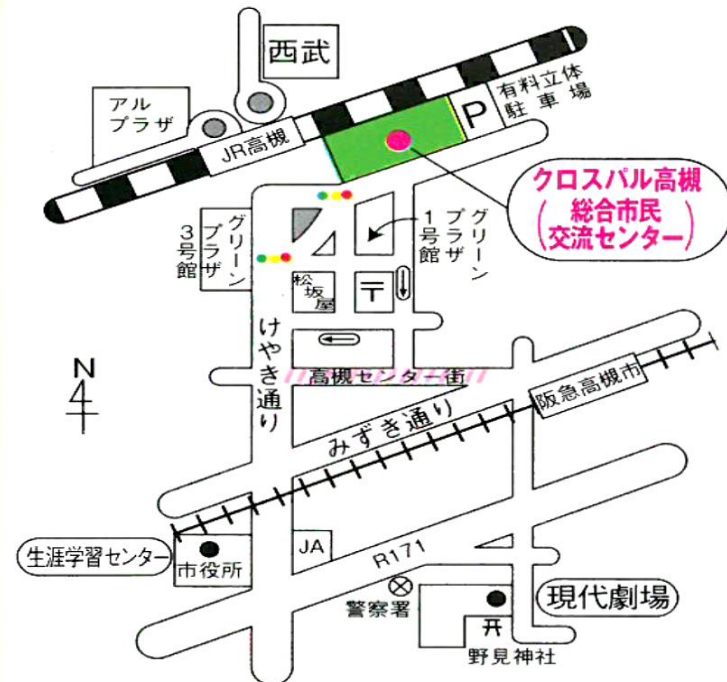 西武
アル
プラザ
JR高槻
P
有料立体
駐車場
クロスパル高槻
(総合市民
交流センター)
グリーン
プラザ
3号館
グリーン
プラザ
1号館
松坂屋
〒
けやき通り
高槻センター街
N
みずき通り
阪急高槻市
生涯学習センター
市役所
JA
R171
警察署
現代劇場
野見神社